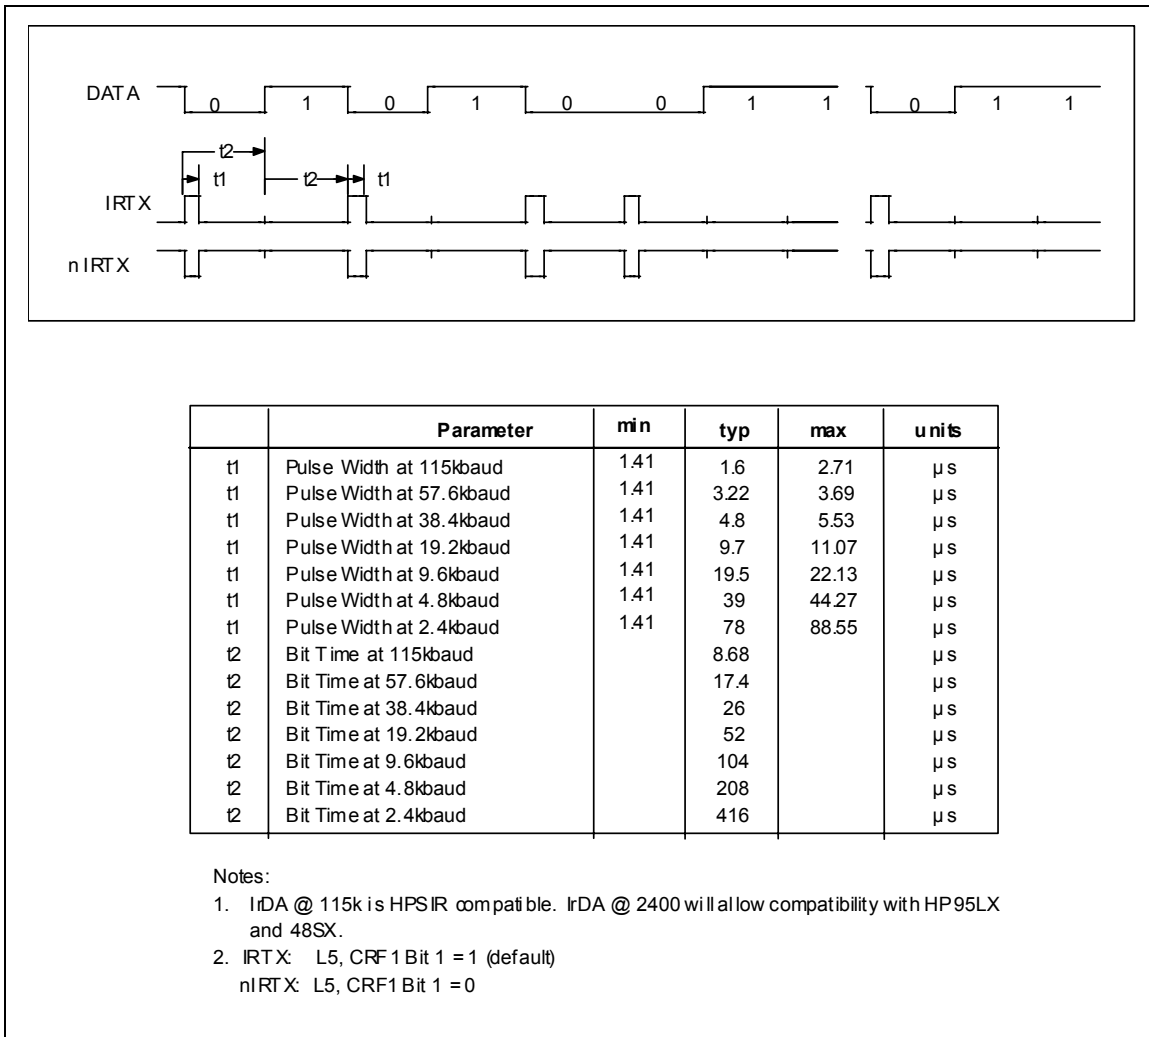 DATA 0 1 0 1 0 0 1 1 0 1 1
t2
t1 t2 t1
IRTX
nIRTX
Parameter min typ max units
t1 Pulse Width at 115kbaud 1.41 1.6 2.71 µs
t1 Pulse Width at 57.6kbaud 1.41 3.22 3.69 µs
t1 Pulse Width at 38.4kbaud 1.41 4.8 5.53 µs
t1 Pulse Width at 19.2kbaud 1.41 9.7 11.07 µs
t1 Pulse Width at 9.6kbaud 1.41 19.5 22.13 µs
t1 Pulse Width at 4.8kbaud 1.41 39 44.27 µs
t1 Pulse Width at 2.4kbaud 1.41 78 88.55 µs
t2 Bit Time at 115kbaud 8.68 µs
t2 Bit Time at 57.6kbaud 17.4 µs
t2 Bit Time at 38.4kbaud 26 µs
t2 Bit Time at 19.2kbaud 52 µs
t2 Bit Time at 9.6kbaud 104 µs
t2 Bit Time at 4.8kbaud 208 µs
t2 Bit Time at 2.4kbaud 416 µs
Notes:
1. IrDA @ 115k is HPSIR compatible. IrDA @ 2400 will allow compatibility with HP95LX
and 48SX.
2. IRTX: L5, CRF1 Bit 1 = 1 (default)
nIRTX: L5, CRF1 Bit 1 = 0